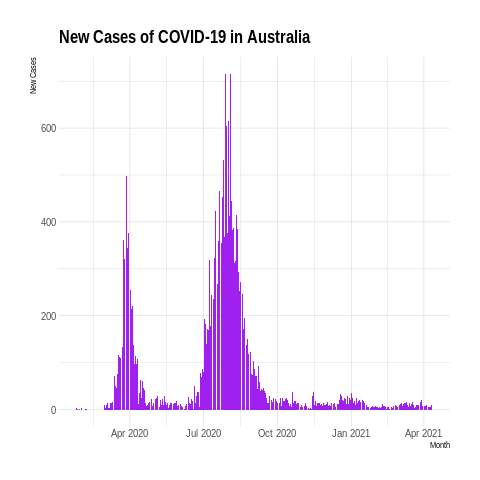 New Cases of COVID-19 in Australia
New Cases
600
400
200
0
Apr 2020 Jul 2020 Oct 2020 Jan 2021 Apr 2021
Month